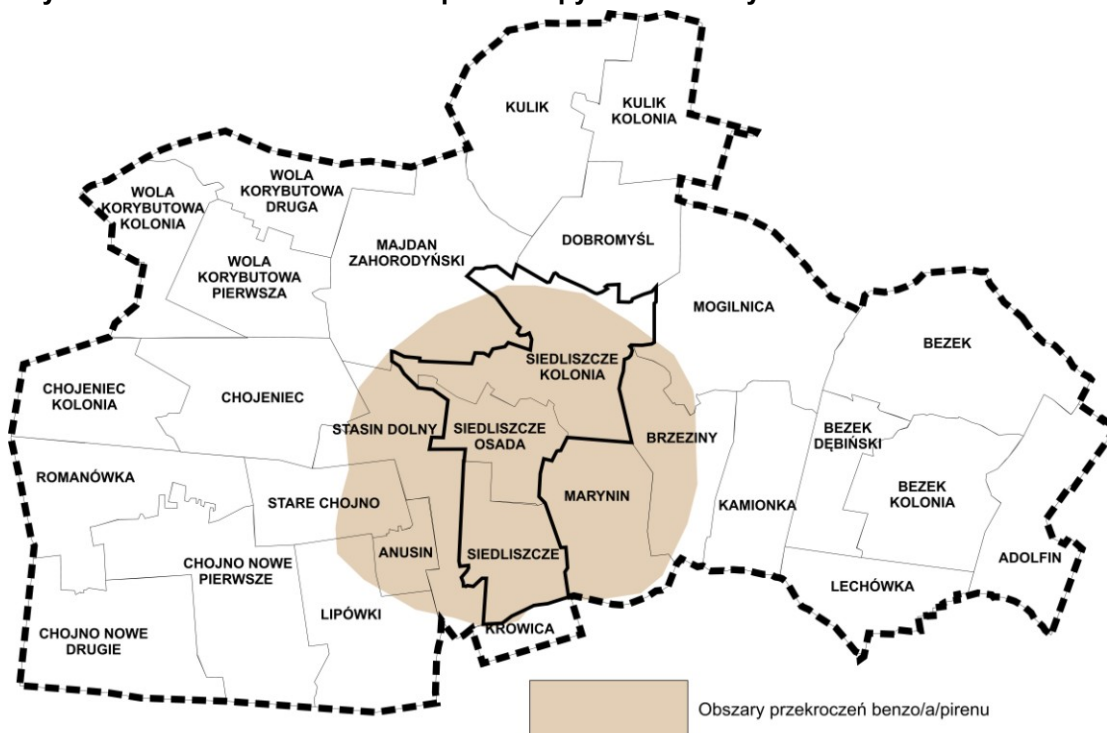 KULIK
KULIK
KOLONIA
WOLA
KORYBUTOWA
DRUGA
WOLA
KORYBUTOWA
KOLONIA
MAJDAN
ZAHORODYŃSKI
DOBROMYŚL
WOLA
KORYBUTOWA
PIERWSZA
MOGILNICA
BEZEK
SIEDLISZCZE
KOLONIA
CHOJENIEC
KOLONIA
CHOJENIEC
STASIN DOLNY
SIEDLISZCZE
OSADA
BRZEZINY
BEZEK
DĘBIŃSKI
ROMANÓWKA
STARE CHOJNO
MARYNIN
KAMIONKA
BEZEK
KOLONIA
ANUSIN
SIEDLISZCZE
CHOJNO NOWE
PIERWSZE
ADOLFIN
LECHÓWKA
LIPÓWKI
KROWICA
CHOJNO NOWE
DRUGIE
Obszary przekroczeń benzo/a/pirenu